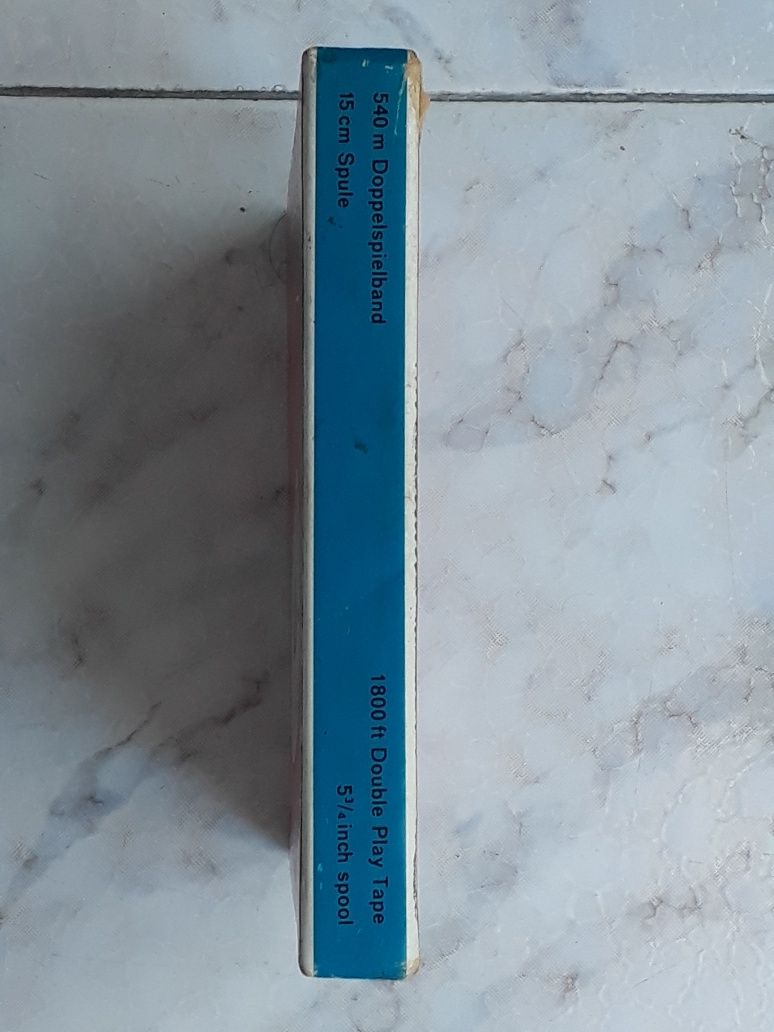 540 m Doppelspielband
15 cm Spule
1800 ft Double Play Tape
5³/₄ inch spool